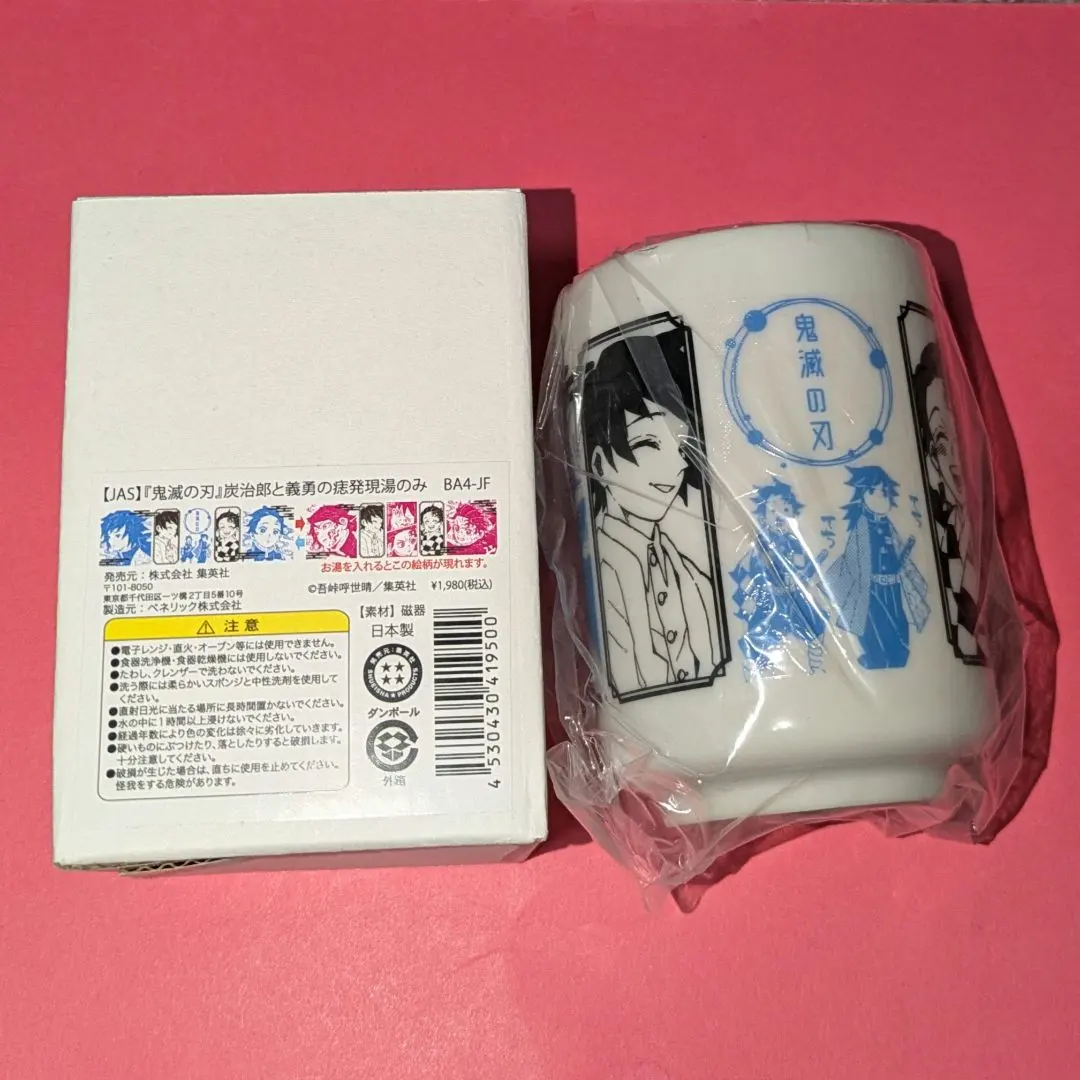 【JAS】『鬼滅の刃』炭治郎と義勇の痣発現湯のみ BA4-JF
お湯を入れるとこの絵柄が現れます。
発売元:株式会社 集英社
〒101-8050
東京都千代田区一ツ橋2丁目5番10号
製造元:ベネリック株式会社
©吾峠呼世晴/集英社 ¥1,980(税込)
⚠ 注意
●電子レンジ・直火・オーブン等には使用できません。
●食器洗浄機・食器乾燥機には使用しないでください。
●たわし、クレンザーで洗わないでください。
●洗う際には柔らかいスポンジと中性洗剤を使用して
ください。
●直射日光に当たる場所に長時間置かないでください。
●水の中に1時間以上浸けないでください。
●経過年数により色の変化は徐々に劣化していきます。
●硬いものにぶつけたり、落としたりすると破損します。
十分注意してください。
●破損が生じた場合は、直ちに使用を止めてください。
怪我をする危険があります。
【素材】磁器
日本製
発売元:集英社
SHUEISHA PRODUCTS
ダンボール
外箱
4 530430 419500
鬼滅の刃